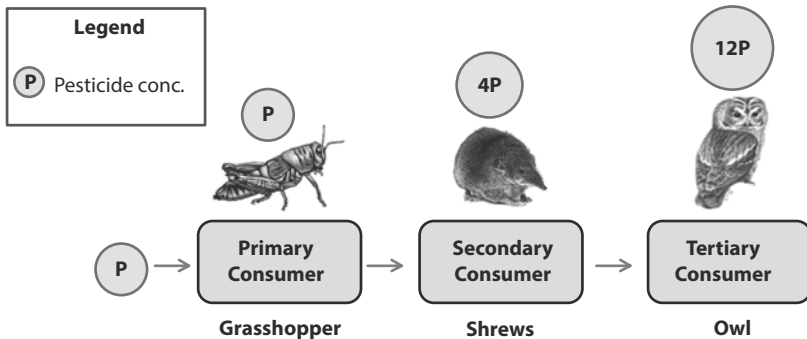 Legend
P Pesticide conc.
P
4P
12P
P
Primary
Consumer
Secondary
Consumer
Tertiary
Consumer
Grasshopper
Shrews
Owl